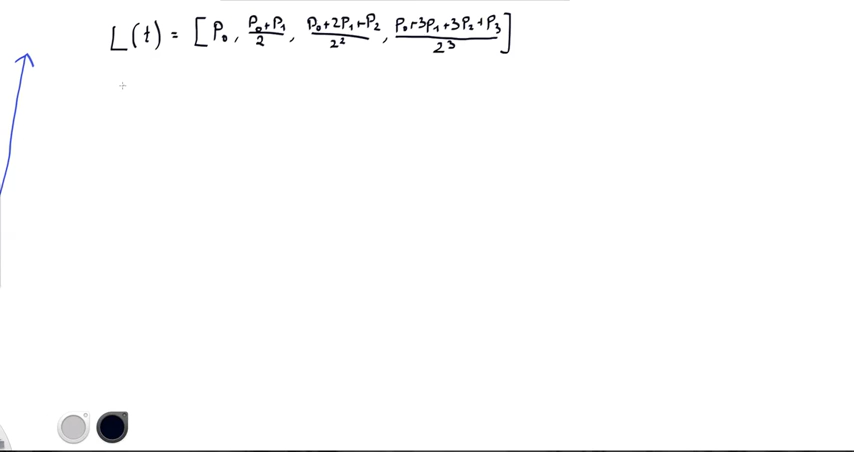 L(t) = [P₀, P₀+P₁/2, P₀+2P₁+P₂/2², P₀+3P₁+3P₂+P₃/2³]